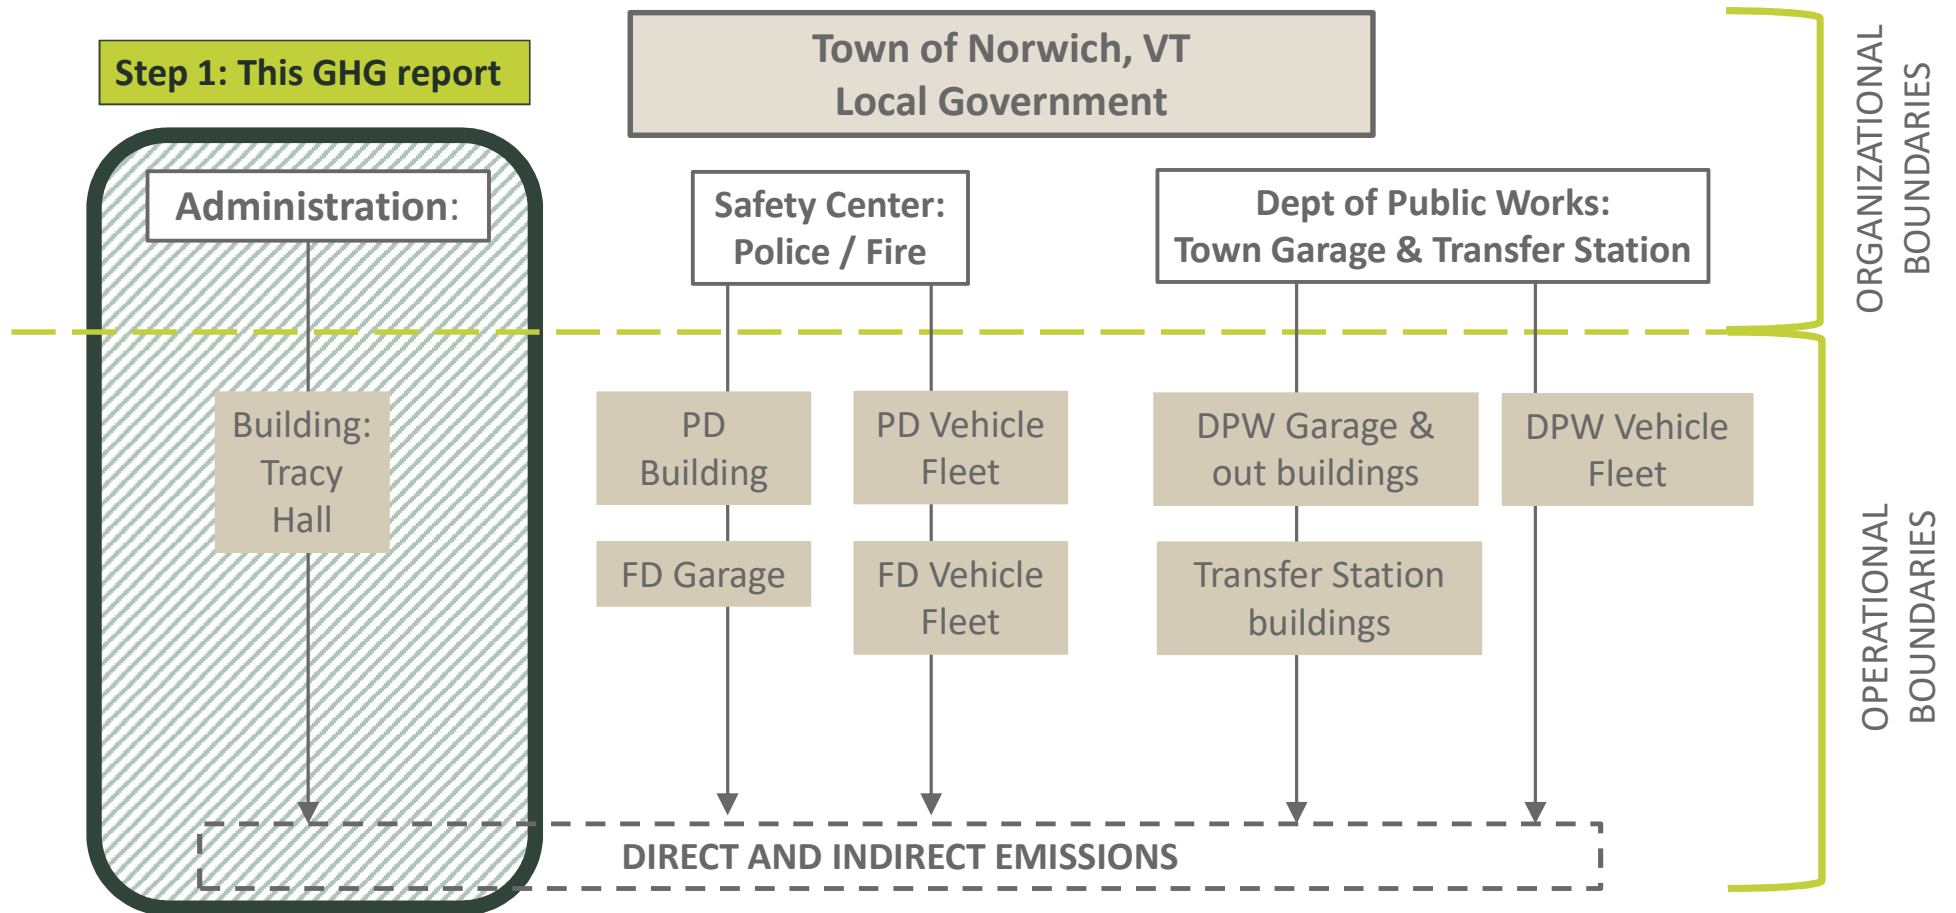 Step 1: This GHG report
Town of Norwich, VT
Local Government
Administration:
Safety Center:
Police / Fire
Dept of Public Works:
Town Garage & Transfer Station
ORGANIZATIONAL
BOUNDARIES
Building:
Tracy
Hall
PD
Building
FD Garage
PD Vehicle
Fleet
FD Vehicle
Fleet
DPW Garage &
out buildings
Transfer Station
buildings
DPW Vehicle
Fleet
OPERATIONAL
BOUNDARIES
DIRECT AND INDIRECT EMISSIONS